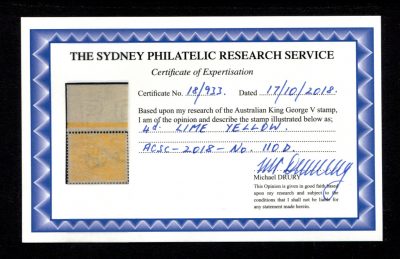 THE SYDNEY PHILATELIC RESEARCH SERVICE
Certificate of Expertisation
Certificate No. 18/933. Dated 17/10/2018.
Based upon my research of the Australian King George V stamp,
I am of the opinion and describe the stamp illustrated below as;
4d. LIME YELLOW.
ACSC-2018-No. 110D.
Michael DRURY
This Opinion is given in good faith based
upon my research and subject to the
conditions that I shall not be liable for
any statement made herein.